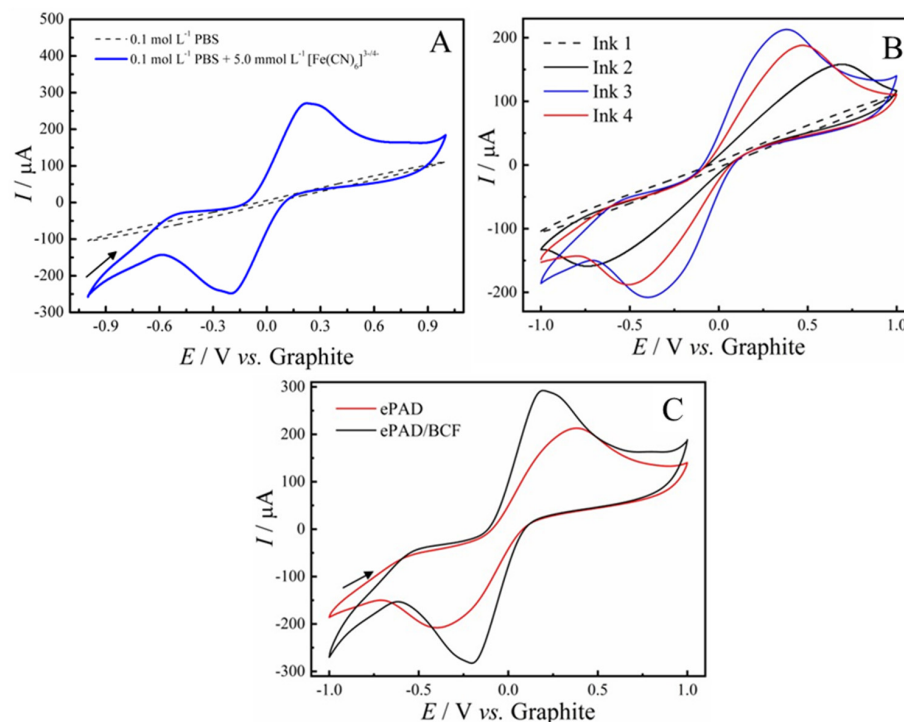 A
0.1 mol L⁻¹ PBS
0.1 mol L⁻¹ PBS + 5.0 mmol L⁻¹ [Fe(CN)₆]³⁻/⁴⁻
500
400
300
200
100
0
-100
-200
-300
I / µA
-0.9 -0.6 -0.3 0.0 0.3 0.6 0.9
E / V vs. Graphite
B
Ink 1
Ink 2
Ink 3
Ink 4
200
100
0
-100
-200
I / µA
-1.0 -0.5 0.0 0.5 1.0
E / V vs. Graphite
C
ePAD
ePAD/BCF
300
200
100
0
-100
-200
-300
I / µA
-1.0 -0.5 0.0 0.5 1.0
E / V vs. Graphite